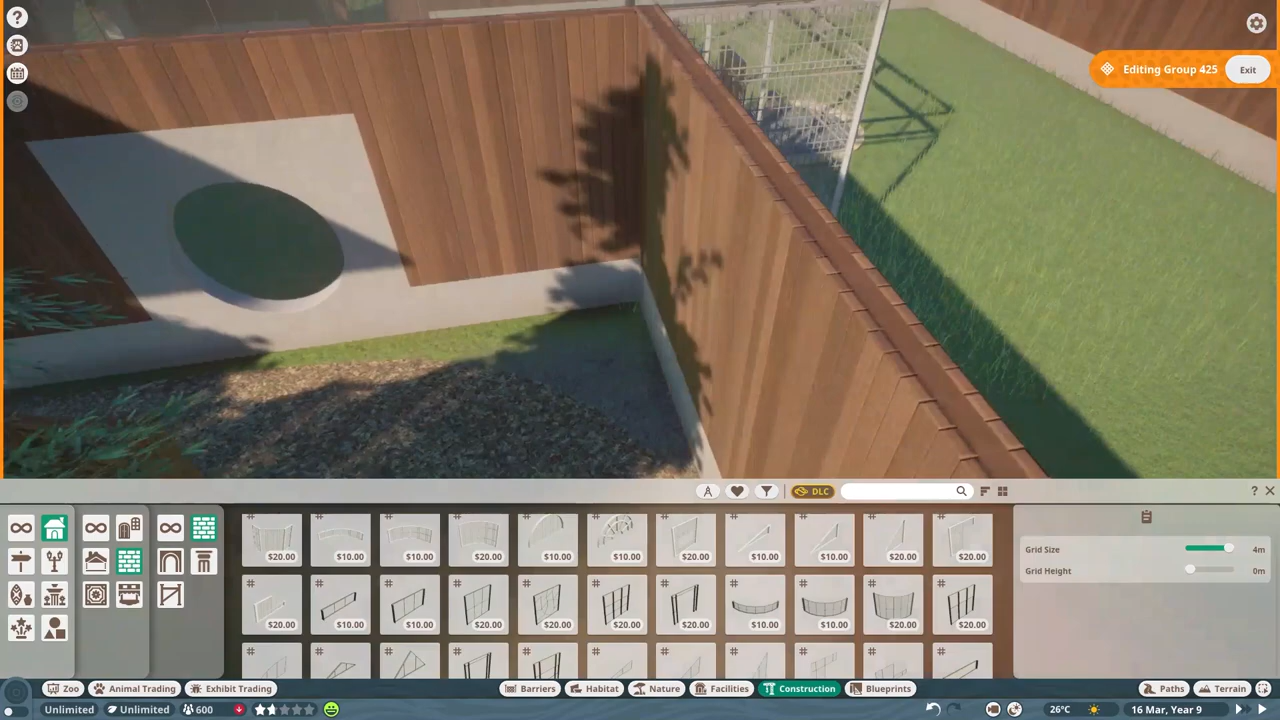 Editing Group 425 Exit
DLC
$20.00 $10.00 $10.00 $20.00 $10.00 $10.00 $20.00 $10.00 $10.00 $20.00 $20.00
Grid Size 4m
Grid Height 0m
$20.00 $10.00 $10.00 $20.00 $20.00 $20.00 $20.00 $10.00 $10.00 $20.00 $20.00
Zoo Animal Trading Exhibit Trading Barriers Habitat Nature Facilities Construction Blueprints Paths Terrain
Unlimited Unlimited 600 26°C 16 Mar, Year 9